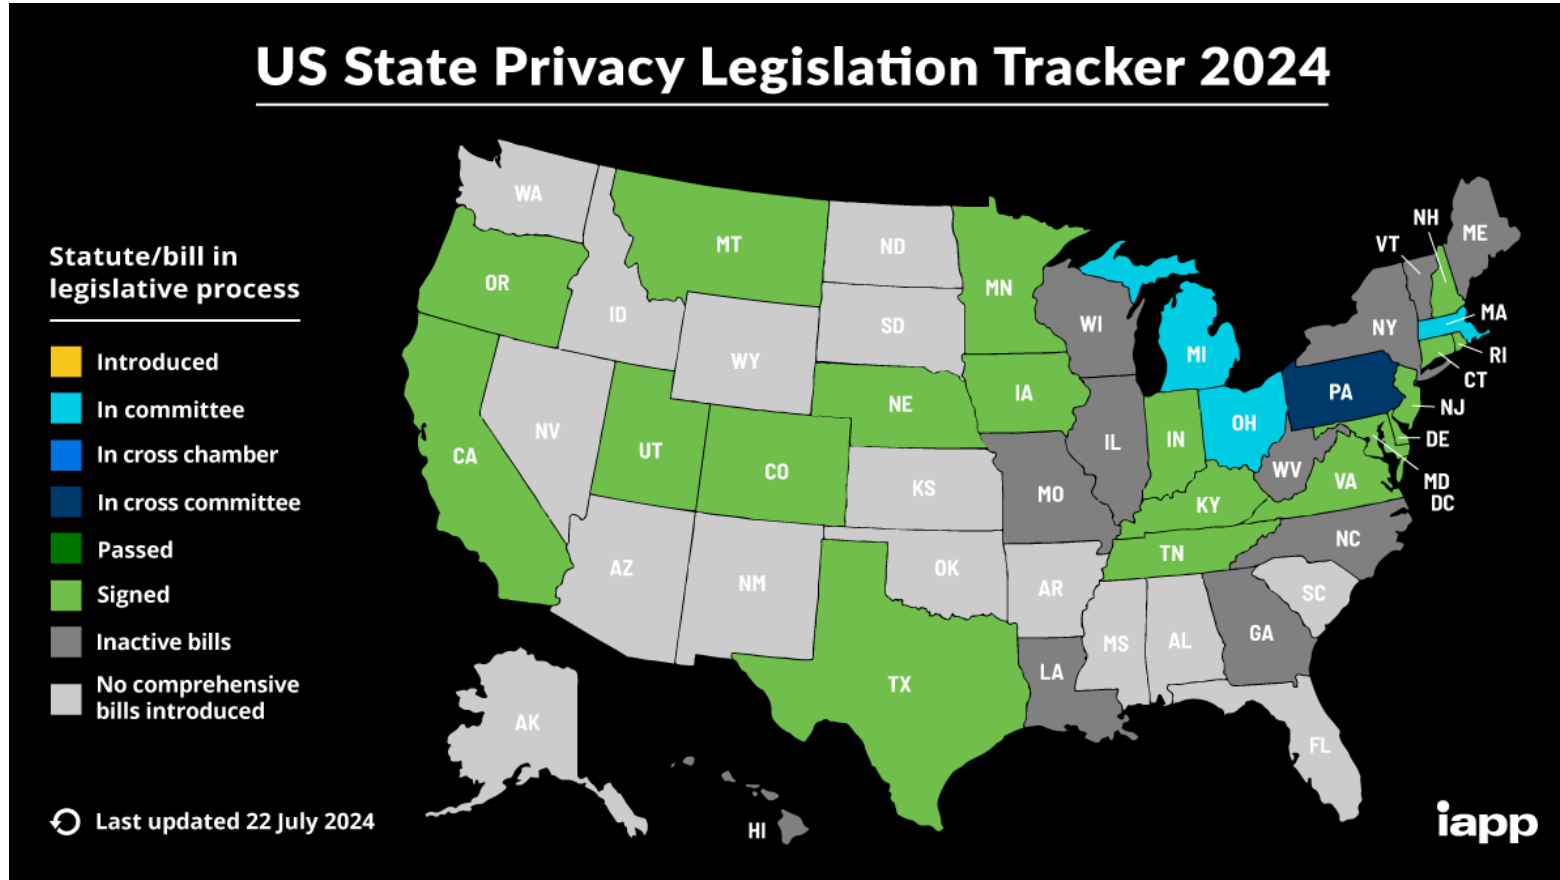 US State Privacy Legislation Tracker 2024
Statute/bill in
legislative process
Introduced
In committee
In cross chamber
In cross committee
Passed
Signed
Inactive bills
No comprehensive
bills introduced
Last updated 22 July 2024
WA
OR
CA
ID
NV
MT
WY
UT
AZ
CO
NM
ND
SD
NE
KS
OK
TX
MN
IA
MO
AR
LA
WI
IL
MS
MI
IN
KY
TN
AL
OH
WV
GA
FL
SC
NC
VA
PA
NY
VT
NH
ME
MA
RI
CT
NJ
DE
MD
DC
AK
HI
iapp